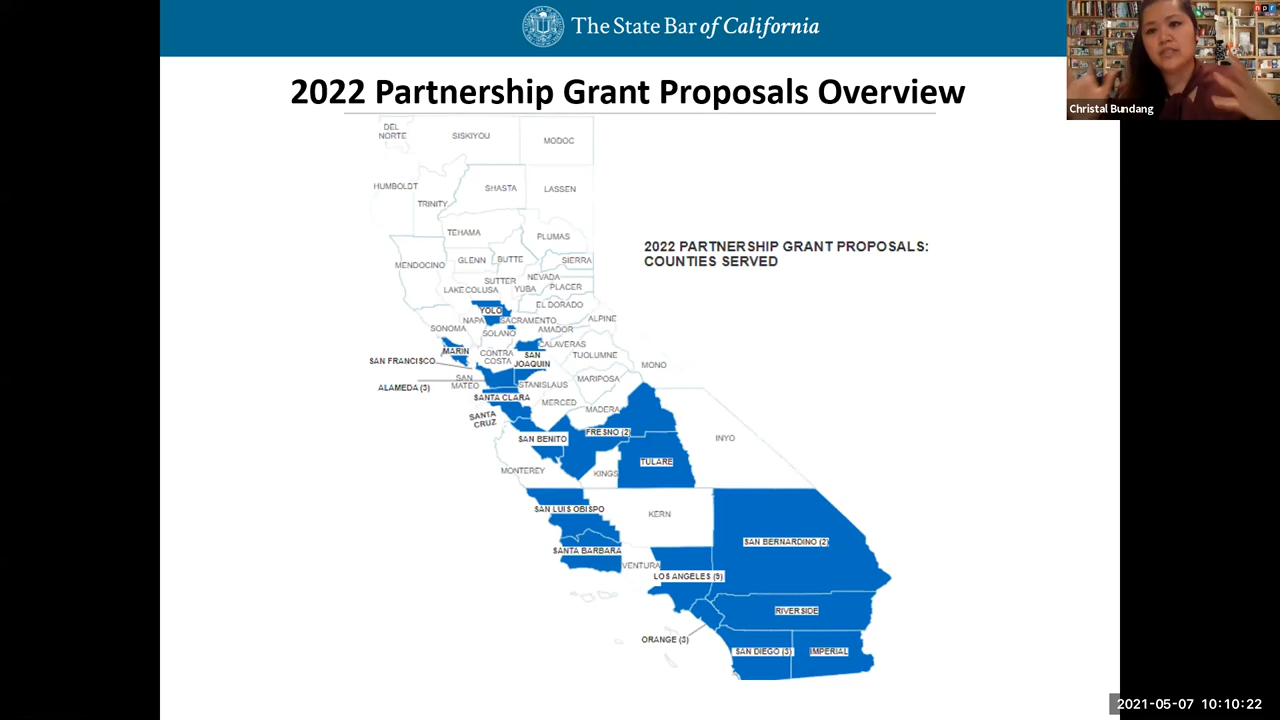 The State Bar of California
npr
Christal Bundang
2022 Partnership Grant Proposals Overview
2022 PARTNERSHIP GRANT PROPOSALS:
COUNTIES SERVED
DEL
NORTE
SISKIYOU
MODOC
HUMBOLDT
TRINITY
SHASTA
LASSEN
TEHAMA
PLUMAS
MENDOCINO
GLENN
BUTTE
SIERRA
SUTTER
NEVADA
LAKE
COLUSA
YUBA
PLACER
YOLO
EL DORADO
NAPA
SACRAMENTO
ALPINE
SONOMA
SOLANO
AMADOR
CALAVERAS
MARIN
CONTRA
COSTA
SAN
JOAQUIN
TUOLUMNE
MONO
SAN FRANCISCO
SAN
MATEO
ALAMEDA (3)
STANISLAUS
MARIPOSA
SANTA CLARA
MERCED
MADERA
SANTA
CRUZ
FRESNO (2)
SAN BENITO
INYO
MONTEREY
KINGS
TULARE
SAN LUIS OBISPO
KERN
SANTA BARBARA
SAN BERNARDINO (2)
VENTURA
LOS ANGELES (9)
RIVERSIDE
ORANGE (3)
SAN DIEGO (3)
IMPERIAL
2021-05-07 10:10:22